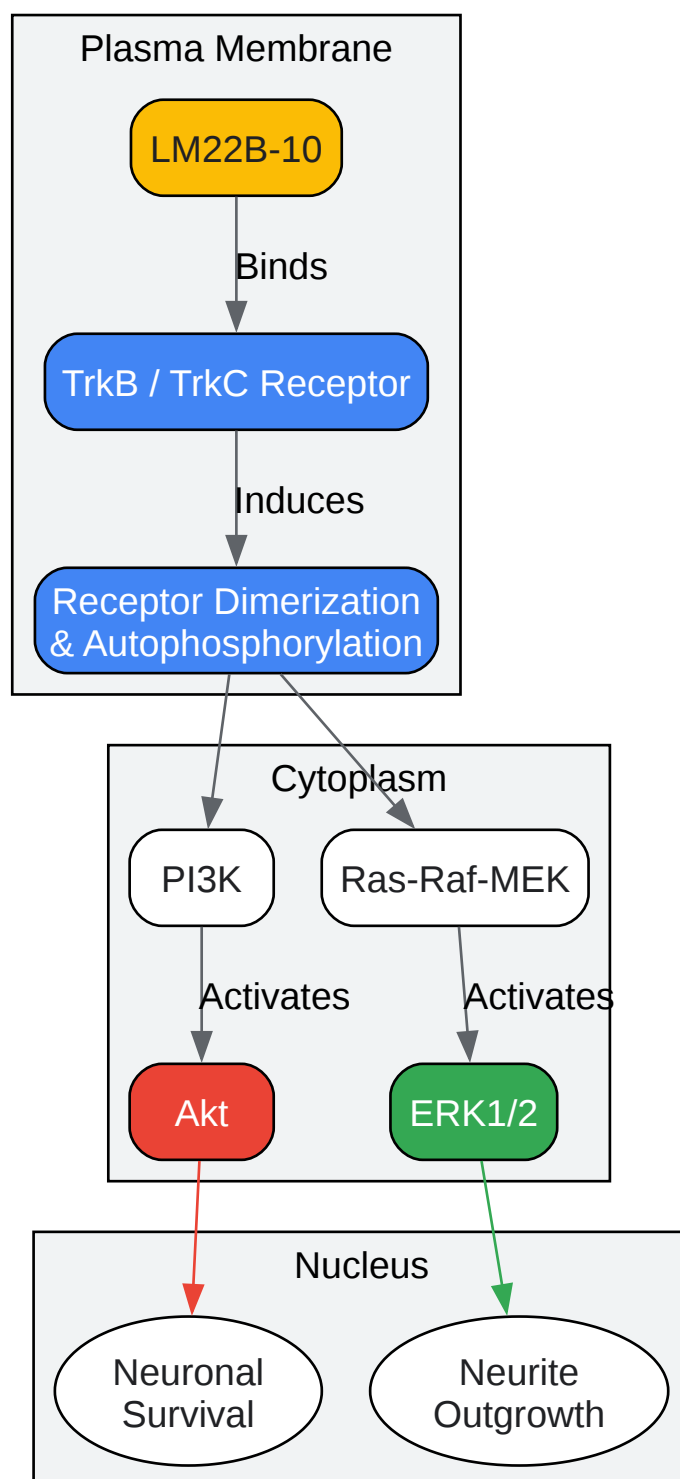 Plasma Membrane
LM22B-10
Binds
TrkB / TrkC Receptor
Induces
Receptor Dimerization
& Autophosphorylation
Cytoplasm
PI3K
Ras-Raf-MEK
Activates
Activates
Akt
ERK1/2
Nucleus
Neuronal
Survival
Neurite
Outgrowth